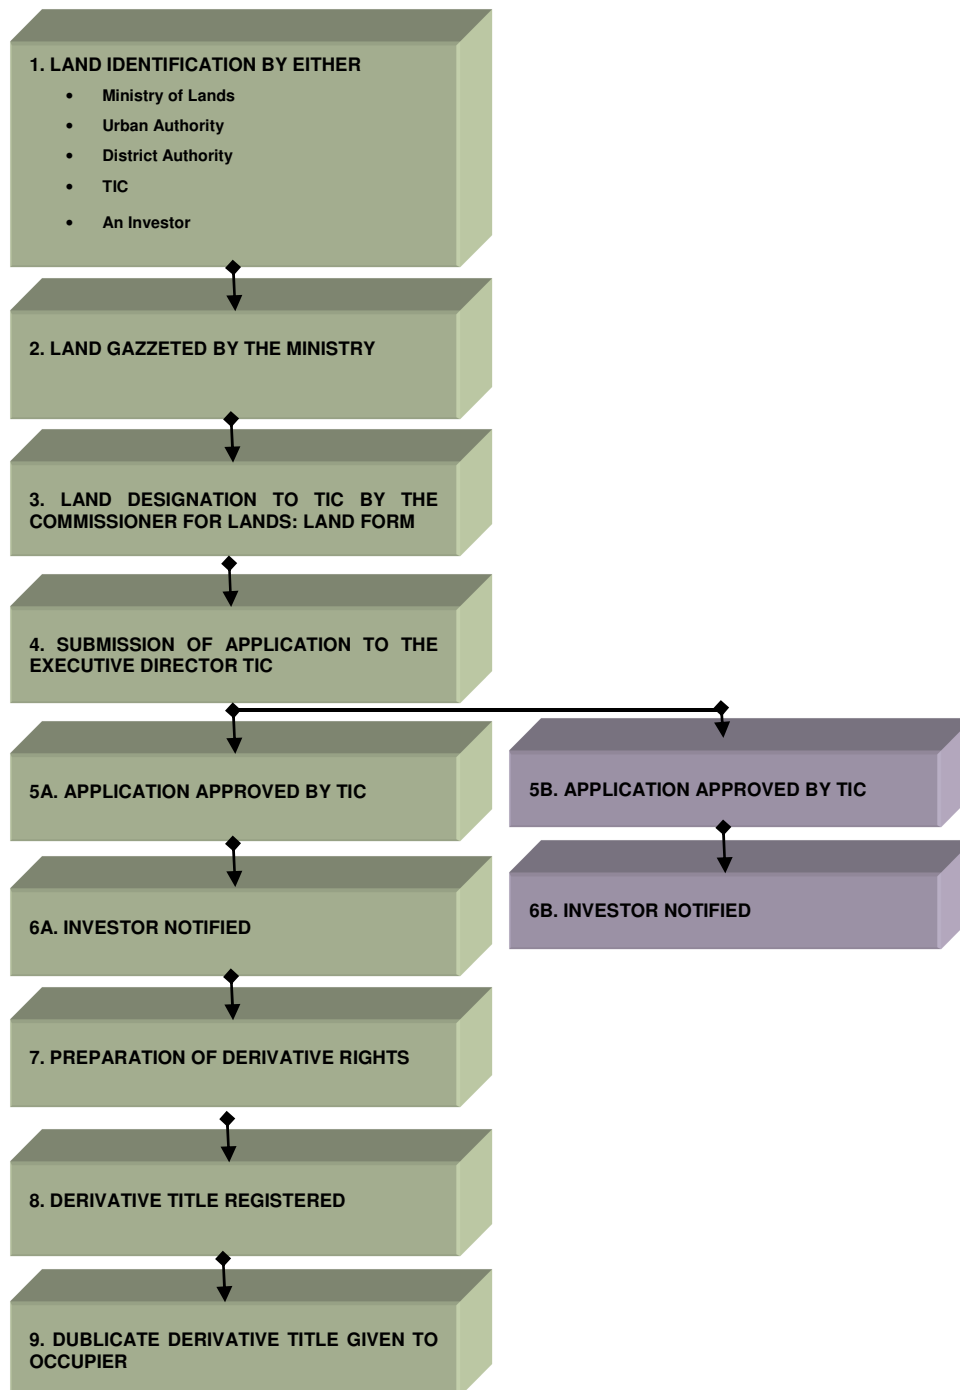 1. LAND IDENTIFICATION BY EITHER
• Ministry of Lands
• Urban Authority
• District Authority
• TIC
• An Investor
2. LAND GAZZETED BY THE MINISTRY
3. LAND DESIGNATION TO TIC BY THE
COMMISSIONER FOR LANDS: LAND FORM
4. SUBMISSION OF APPLICATION TO THE
EXECUTIVE DIRECTOR TIC
5A. APPLICATION APPROVED BY TIC
5B. APPLICATION APPROVED BY TIC
6A. INVESTOR NOTIFIED
6B. INVESTOR NOTIFIED
7. PREPARATION OF DERIVATIVE RIGHTS
8. DERIVATIVE TITLE REGISTERED
9. DUBLICATE DERIVATIVE TITLE GIVEN TO
OCCUPIER